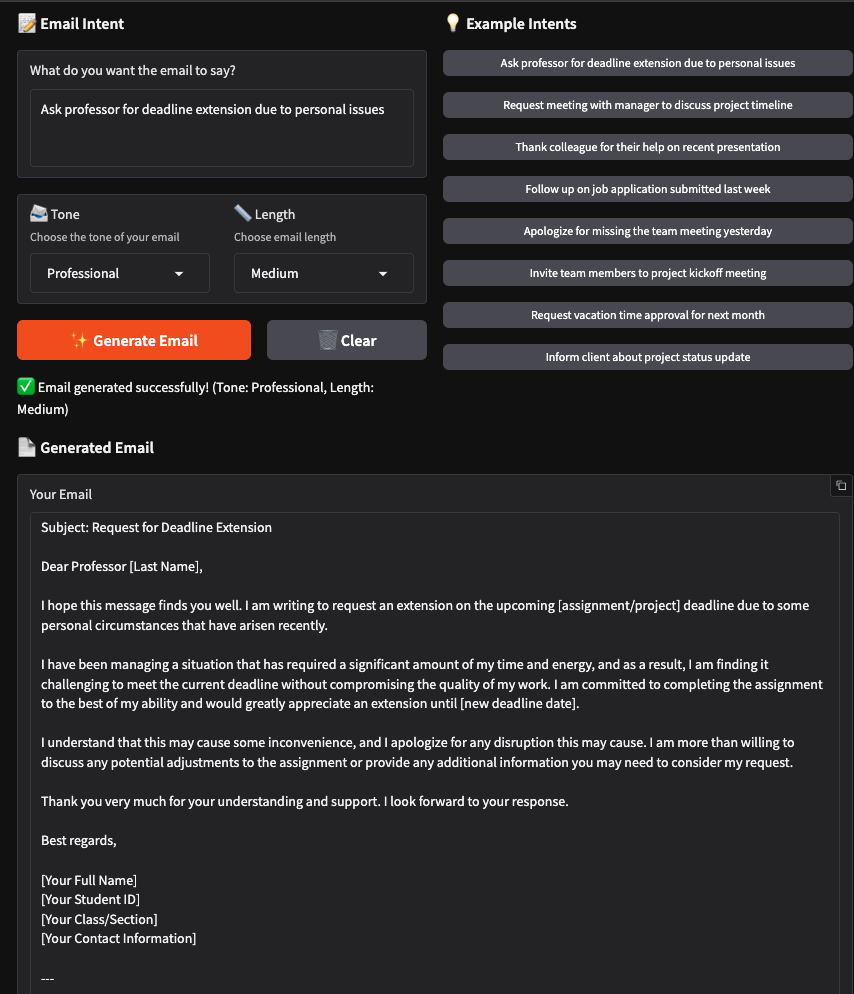 📝 Email Intent
What do you want the email to say?
Ask professor for deadline extension due to personal issues
Tone
Choose the tone of your email
Professional
📏 Length
Choose email length
Medium
✨ Generate Email
🗑️ Clear
✅ Email generated successfully! (Tone: Professional, Length:
Medium)
💡 Example Intents
Ask professor for deadline extension due to personal issues
Request meeting with manager to discuss project timeline
Thank colleague for their help on recent presentation
Follow up on job application submitted last week
Apologize for missing the team meeting yesterday
Invite team members to project kickoff meeting
Request vacation time approval for next month
Inform client about project status update
📄 Generated Email
Your Email
Subject: Request for Deadline Extension
Dear Professor [Last Name],
I hope this message finds you well. I am writing to request an extension on the upcoming [assignment/project] deadline due to some
personal circumstances that have arisen recently.
I have been managing a situation that has required a significant amount of my time and energy, and as a result, I am finding it
challenging to meet the current deadline without compromising the quality of my work. I am committed to completing the assignment
to the best of my ability and would greatly appreciate an extension until [new deadline date].
I understand that this may cause some inconvenience, and I apologize for any disruption this may cause. I am more than willing to
discuss any potential adjustments to the assignment or provide any additional information you may need to consider my request.
Thank you very much for your understanding and support. I look forward to your response.
Best regards,
[Your Full Name]
[Your Student ID]
[Your Class/Section]
[Your Contact Information]
---